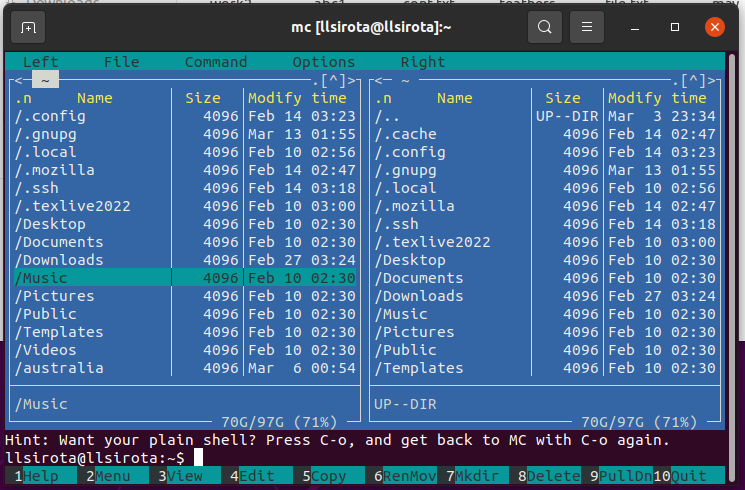 Downloads
mc [llsirota@llsirota]:~
Left File Command Options Right
<─ ~ .[^]> <─ ~ .[^]>
.n Name Size Modify time .n Name Size Modify time
/.config 4096 Feb 14 03:23 /.. UP--DIR Mar 3 23:34
/.gnupg 4096 Mar 13 01:55 /.cache 4096 Feb 14 02:47
/.local 4096 Feb 10 02:56 /.config 4096 Feb 14 03:23
/.mozilla 4096 Feb 14 02:47 /.gnupg 4096 Mar 13 01:55
/.ssh 4096 Feb 14 03:18 /.local 4096 Feb 10 02:56
/.texlive2022 4096 Feb 10 03:00 /.mozilla 4096 Feb 14 02:47
/Desktop 4096 Feb 10 02:30 /.ssh 4096 Feb 14 03:18
/Documents 4096 Feb 10 02:30 /.texlive2022 4096 Feb 10 03:00
/Downloads 4096 Feb 27 03:24 /Desktop 4096 Feb 10 02:30
/Music 4096 Feb 10 02:30 /Documents 4096 Feb 10 02:30
/Pictures 4096 Feb 10 02:30 /Downloads 4096 Feb 27 03:24
/Public 4096 Feb 10 02:30 /Music 4096 Feb 10 02:30
/Templates 4096 Feb 10 02:30 /Pictures 4096 Feb 10 02:30
/Videos 4096 Feb 10 02:30 /Public 4096 Feb 10 02:30
/australia 4096 Mar 6 00:54 /Templates 4096 Feb 10 02:30
/Music UP--DIR
70G/97G (71%) 70G/97G (71%)
Hint: Want your plain shell? Press C-o, and get back to MC with C-o again.
llsirota@llsirota:~$
1Help 2Menu 3View 4Edit 5Copy 6RenMov 7Mkdir 8Delete 9PullDn 10Quit